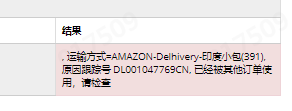 结果
, 运输方式=AMAZON-Delhivery-印度小包(391),
原因跟踪号 DL001047769CN, 已经被其他订单使
用，请检查